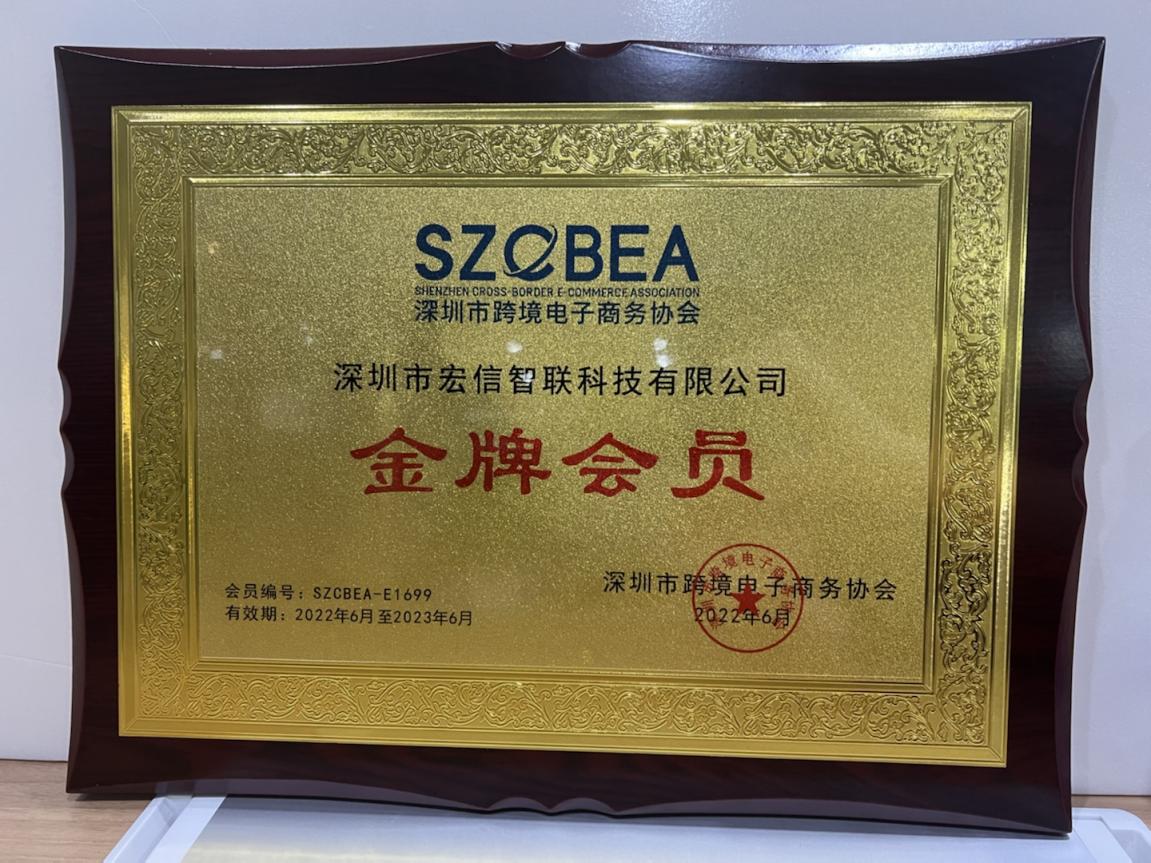 SZCBEA
SHENZHEN CROSS-BORDER E-COMMERCE ASSOCIATION
深圳市跨境电子商务协会
深圳市宏信智联科技有限公司
金牌会员
会员编号：SZCBEA-E1699
有效期：2022年6月至2023年6月
深圳市跨境电子商务协会
2022年6月